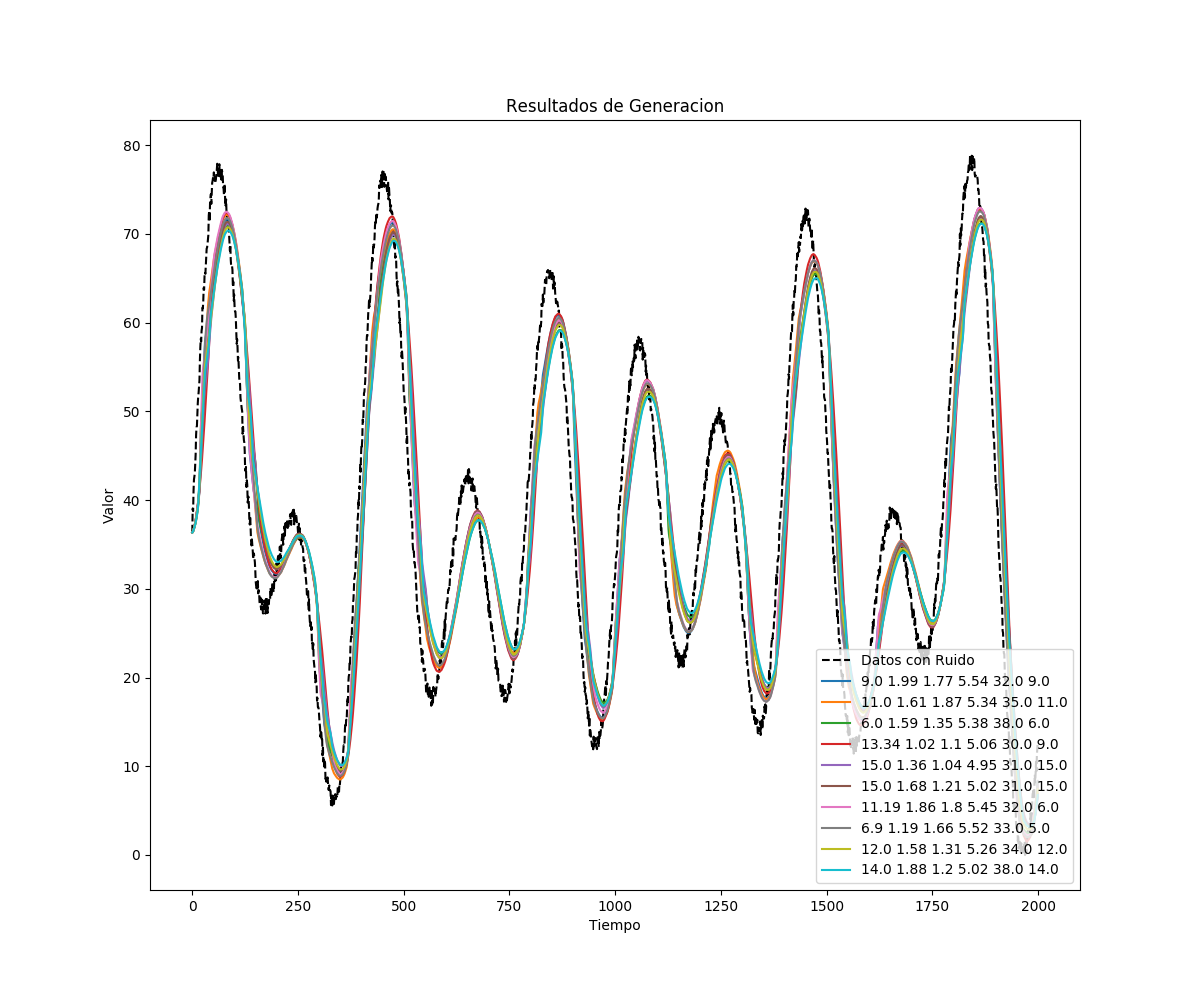 Resultados de Generacion
80
70
60
50
40
30
20
10
0
Valor
0 250 500 750 1000 1250 1500 1750 2000
Tiempo
Datos con Ruido
9.0 1.99 1.77 5.54 32.0 9.0
11.0 1.61 1.87 5.34 35.0 11.0
6.0 1.59 1.35 5.38 38.0 6.0
13.34 1.02 1.1 5.06 30.0 9.0
15.0 1.36 1.04 4.95 31.0 15.0
15.0 1.68 1.21 5.02 31.0 15.0
11.19 1.86 1.8 5.45 32.0 6.0
6.9 1.19 1.66 5.52 33.0 5.0
12.0 1.58 1.31 5.26 34.0 12.0
14.0 1.88 1.2 5.02 38.0 14.0